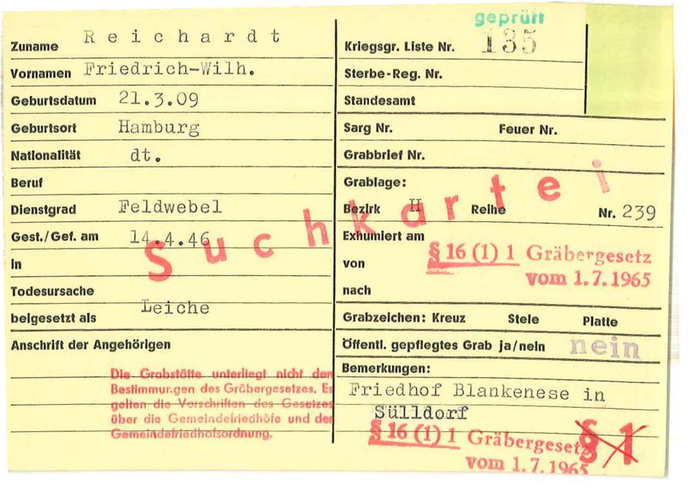 Zuname Reichardt
Vornamen Friedrich-Wilh.
Geburtsdatum 21.3.09
Geburtsort Hamburg
Nationalität dt.
Beruf
Dienstgrad Feldwebel
Gest./Gef. am 14.4.46
in
Todesursache
beigesetzt als Leiche
Anschrift der Angehörigen
Die Grabstätte unterliegt nicht den
Bestimmungen des Gräbergesetzes. Es
gelten die Vorschriften des Gesetzes
über die Gemeindefriedhöfe und der
Gemeindefriedhofsordnung.
Suchkartei
geprüft
Kriegsgr. Liste Nr. 135
Sterbe-Reg. Nr.
Standesamt
Sarg Nr. Feuer Nr.
Grabbrief Nr.
Grablage:
Bezirk H Reihe Nr. 239
Exhumiert am
§ 16 (1) 1 Gräbergesetz
vom 1.7.1965
von
nach
Grabzeichen: Kreuz Stele Platte
Öffentl. gepflegtes Grab ja/nein nein
Bemerkungen:
Friedhof Blankenese in
Sülldorf
§ 16 (1) 1 Gräbergesetz
vom 1.7.1965
§ 1